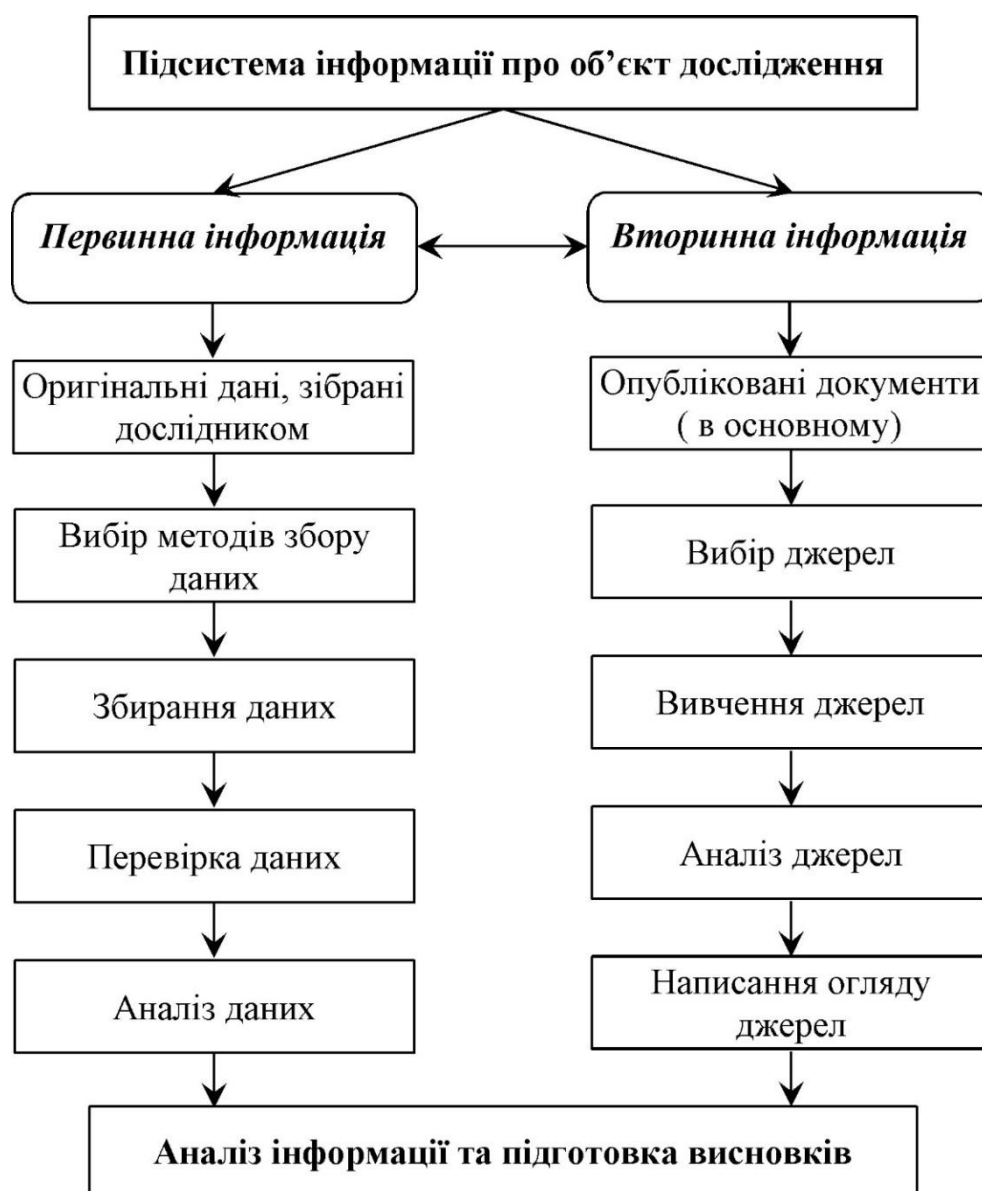 Підсистема інформації про об’єкт дослідження
Первинна інформація
Вторинна інформація
Оригінальні дані, зібрані
дослідником
Опубліковані документи
( в основному)
Вибір методів збору
даних
Вибір джерел
Збирання даних
Вивчення джерел
Перевірка даних
Аналіз джерел
Аналіз даних
Написання огляду
джерел
Аналіз інформації та підготовка висновків